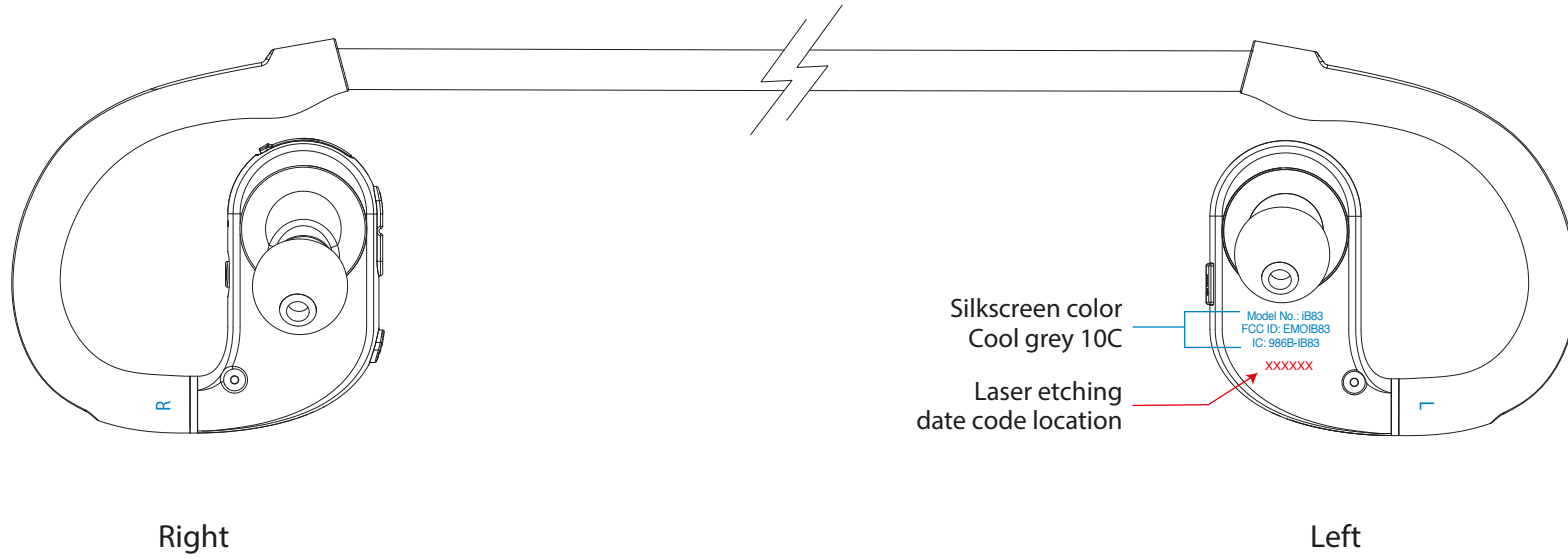 Silkscreen color
Cool grey 10C
Model No.: iB83
FCC ID: EMOIB83
IC: 986B-IB83
xxxxxx
Laser etching
date code location
R
L
Right
Left